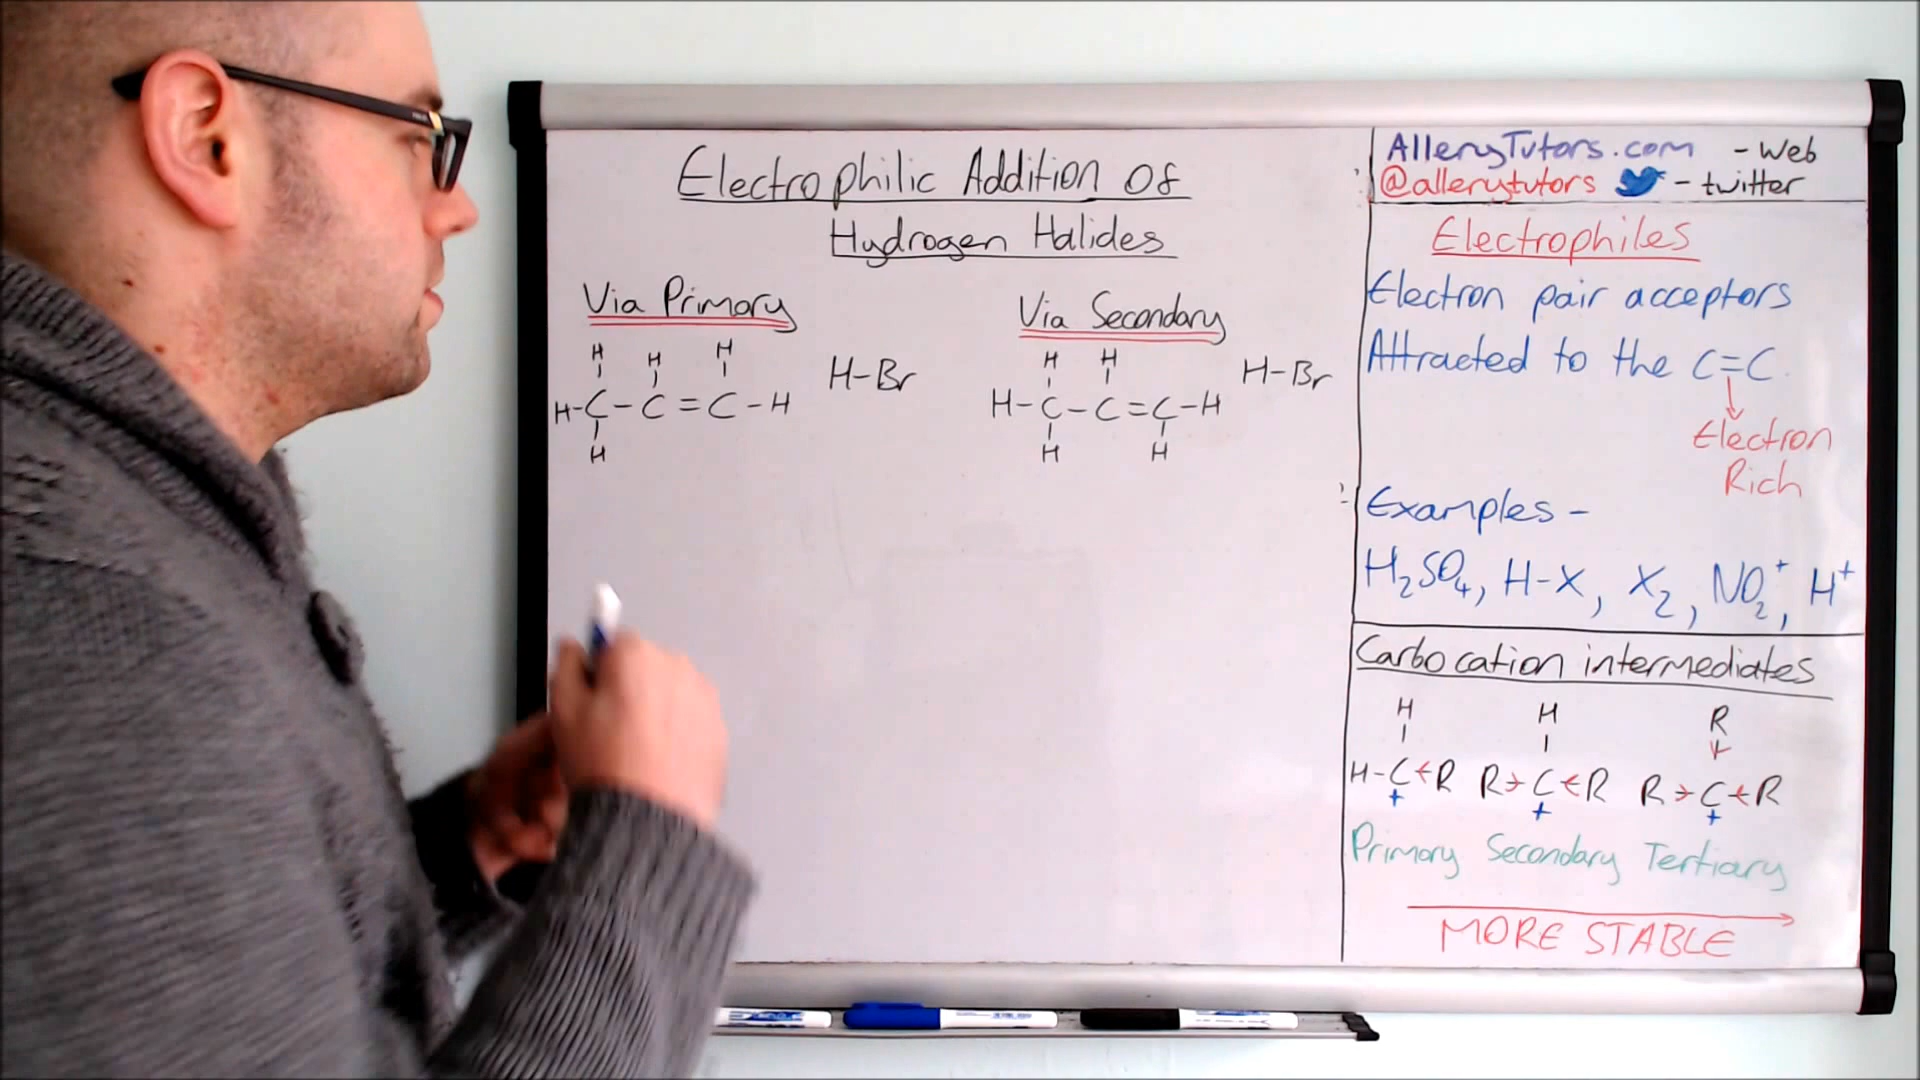 Electrophilic Addition Of
Hydrogen Halides
Via Primary
H H H
H-C-C=C-H
H
H-Br
Via Secondary
H H
H-C-C=C-H
H H
H-Br
AlleryTutors.com - Web
@allerytutors - twitter
Electrophiles
Electron pair acceptors
Attracted to the C=C.
Electron
Rich
Examples -
H₂SO₄, H-X, X₂, NO₂⁺, H⁺
Carbocation intermediates
H H R
H-C←R R→C←R R→C←R
+ + +
Primary Secondary Tertiary
MORE STABLE